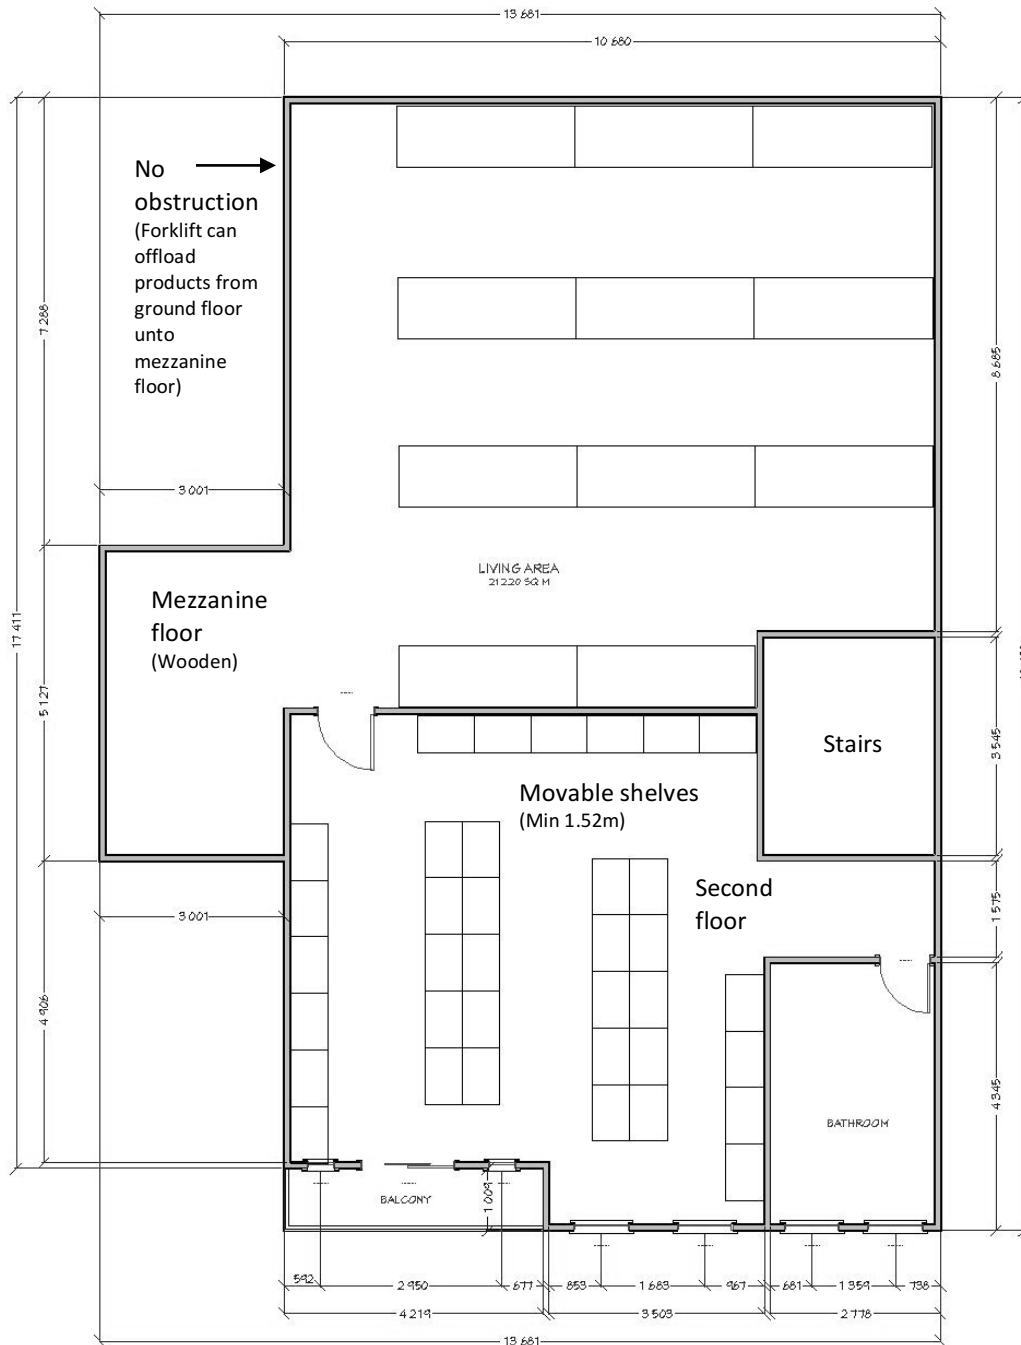 13 681
10 680
No
obstruction
(Forklift can
offload
products from
ground floor
unto
mezzanine
floor)
7 288
8 685
3 001
LIVING AREA
212.20 SQ M
Mezzanine
floor
(Wooden)
17 411
5 127
3 545
Stairs
Movable shelves
(Min 1.52m)
Second
floor
1 575
3 001
4 906
4 345
BATHROOM
BALCONY
1 009
592
2 950
677
853
1 683
967
681
1 359
738
4 219
3 503
2 778
13 681